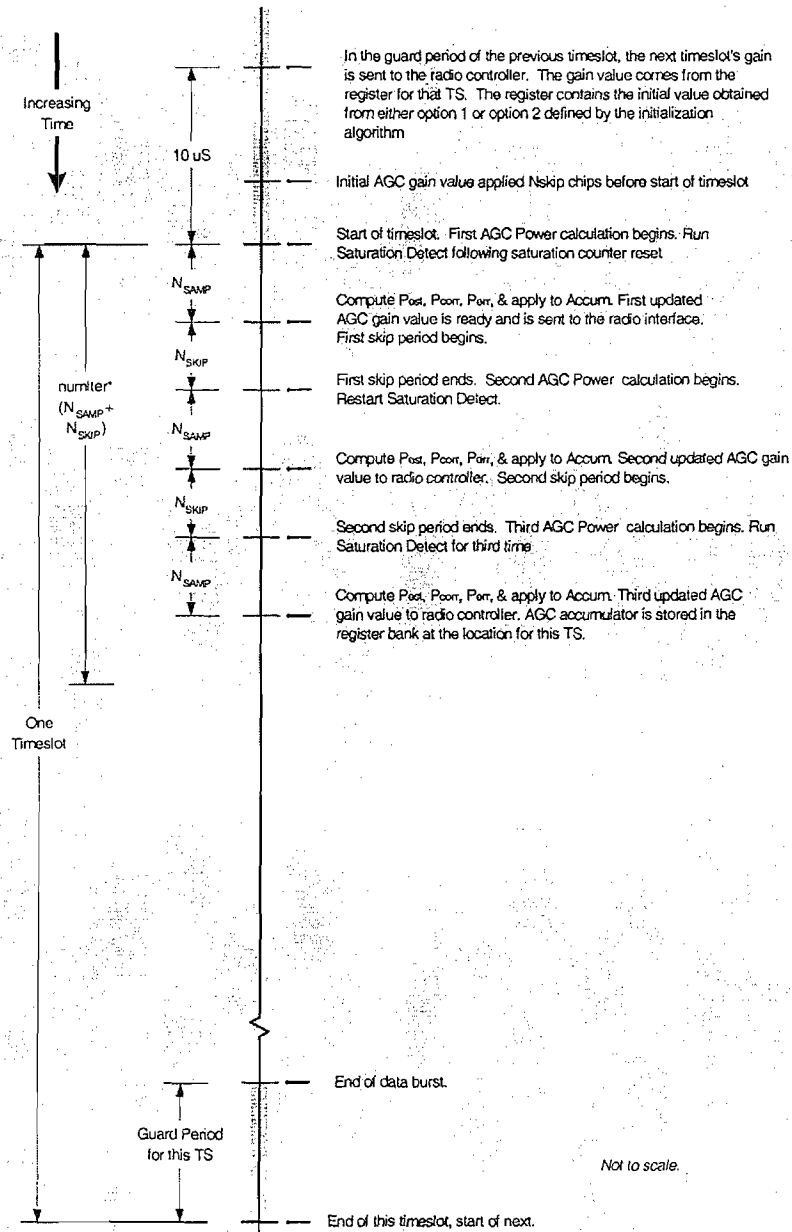 In the guard period of the previous timeslot, the next timeslot's gain
is sent to the radio controller. The gain value comes from the
register for that TS. The register contains the initial value obtained
from either option 1 or option 2 defined by the initialization
algorithm
Increasing
Time
10 uS
Initial AGC gain value applied Nskip chips before start of timeslot
Start of timeslot. First AGC Power calculation begins. Run
Saturation Detect following saturation counter reset
NSAMP
Compute Pest, Pcorr, Perr, & apply to Accum. First updated
AGC gain value is ready and is sent to the radio interface.
First skip period begins.
NSKIP
First skip period ends. Second AGC Power calculation begins.
Restart Saturation Detect.
numiter*
(NSAMP+
NSKIP)
NSAMP
Compute Pest, Pcorr, Perr, & apply to Accum. Second updated AGC gain
value to radio controller. Second skip period begins.
NSKIP
Second skip period ends. Third AGC Power calculation begins. Run
Saturation Detect for third time
NSAMP
Compute Pest, Pcorr, Perr, & apply to Accum. Third updated AGC
gain value to radio controller. AGC accumulator is stored in the
register bank at the location for this TS.
One
Timeslot
End of data burst.
Guard Period
for this TS
Not to scale.
End of this timeslot, start of next.